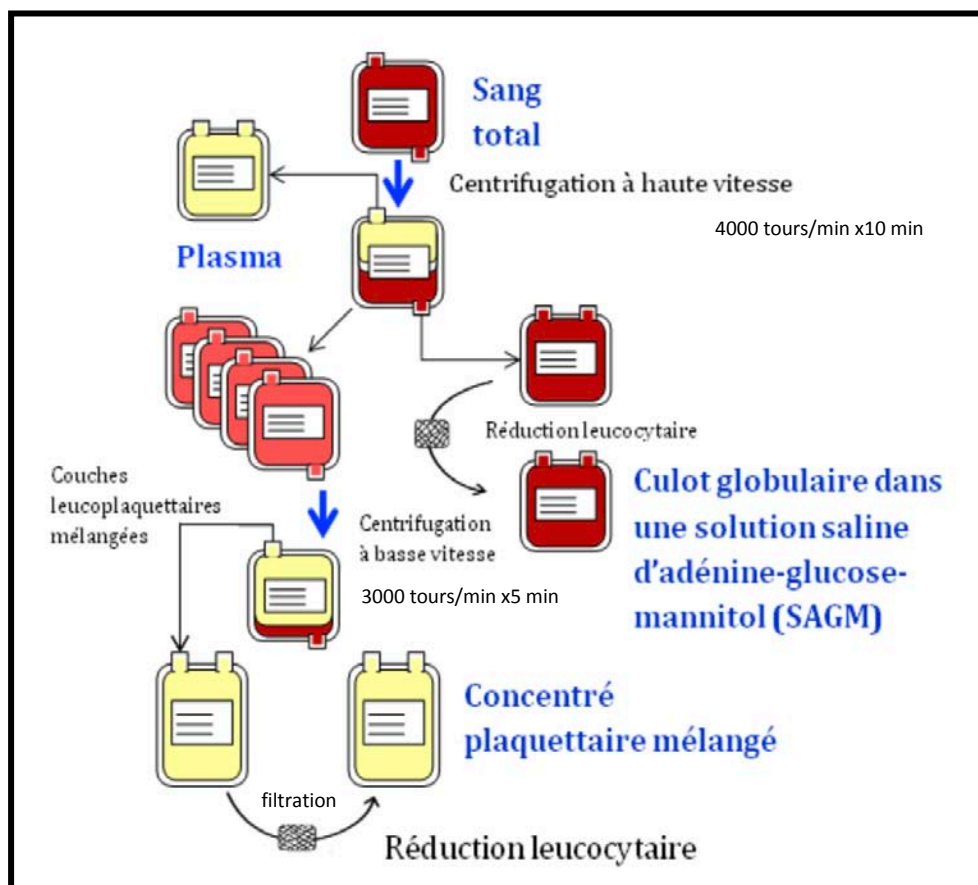 Sang
total
Centrifugation à haute vitesse
4000 tours/min x10 min
Plasma
Réduction leucocytaire
Couches
leucoplaquettaires
mélangées
Centrifugation
à basse vitesse
3000 tours/min x5 min
Culot globulaire dans
une solution saline
d'adénine-glucose-
mannitol (SAGM)
Concentré
plaquettaire mélangé
filtration
Réduction leucocytaire